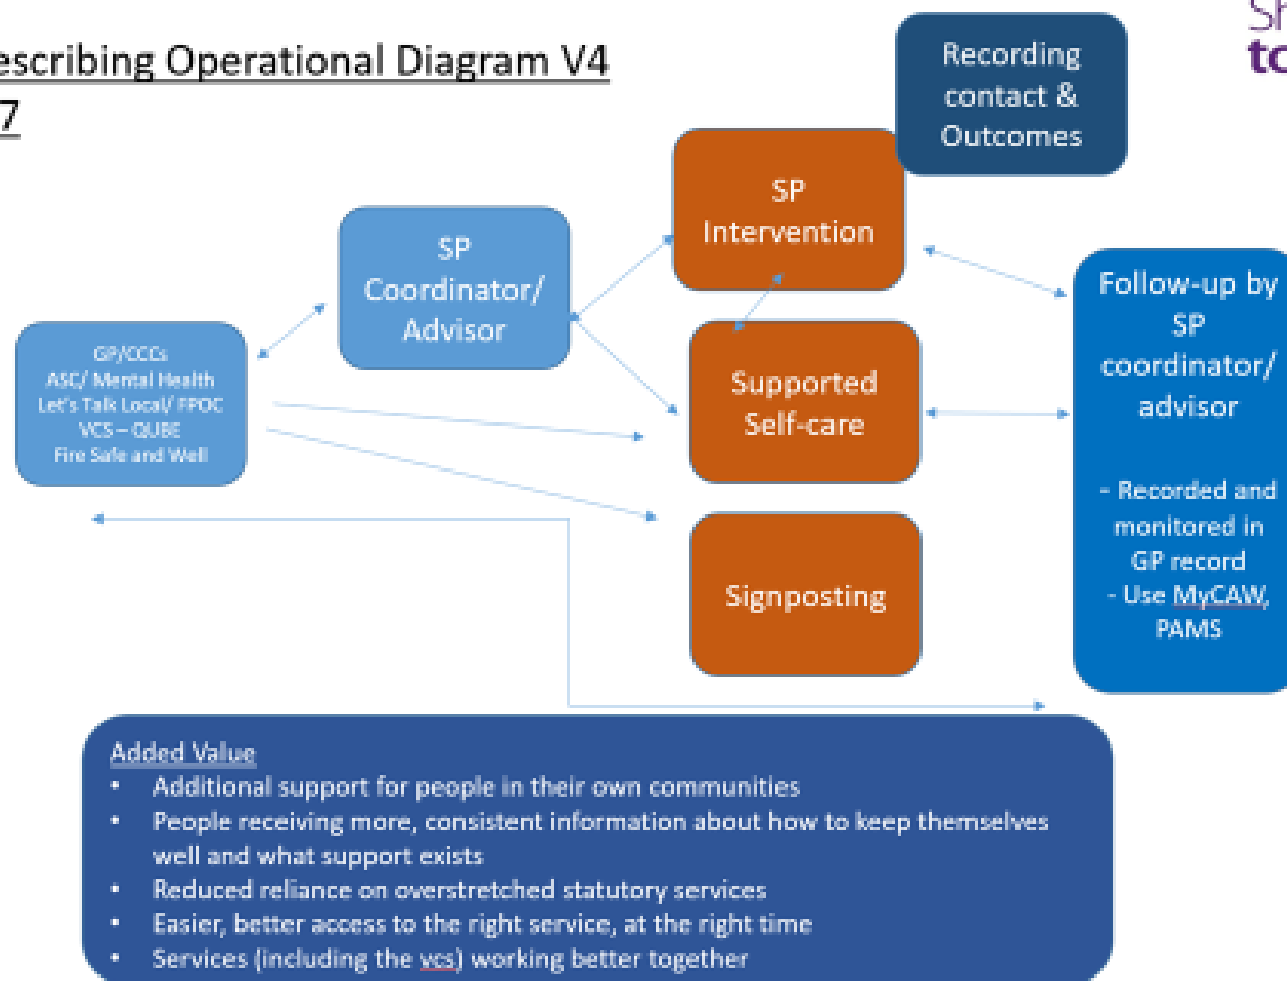 escribing Operational Diagram V4
7
Sh
to
Recording
contact &
Outcomes
SP
Intervention
SP
Coordinator/
Advisor
GP/CCCs
ASC/ Mental Health
Let's Talk Local/ FPOC
VCS – QUBE
Fire Safe and Well
Supported
Self-care
Signposting
Follow-up by
SP
coordinator/
advisor
- Recorded and
monitored in
GP record
- Use MyCAW,
PAMS
Added Value
• Additional support for people in their own communities
• People receiving more, consistent information about how to keep themselves
well and what support exists
• Reduced reliance on overstretched statutory services
• Easier, better access to the right service, at the right time
• Services (including the vcs) working better together